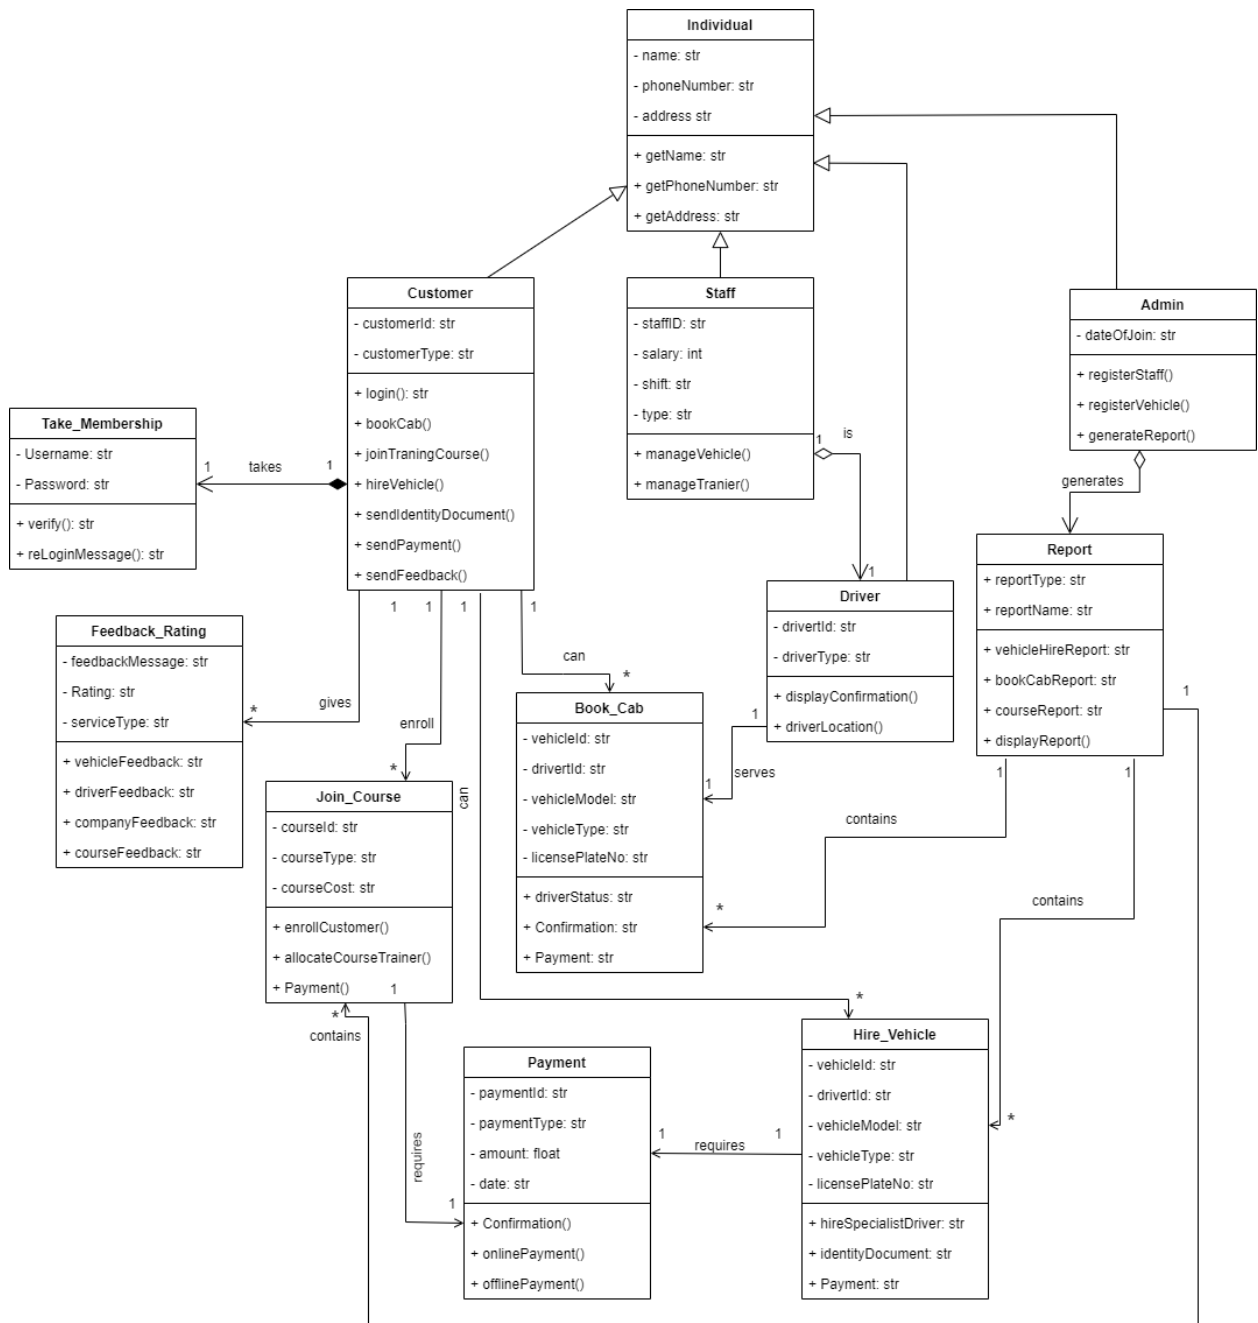 Individual
- name: str
- phoneNumber: str
- address str
+ getName: str
+ getPhoneNumber: str
+ getAddress: str
Customer
- customerId: str
- customerType: str
+ login(): str
+ bookCab()
+ joinTraningCourse()
+ hireVehicle()
+ sendIdentityDocument()
+ sendPayment()
+ sendFeedback()
Staff
- staffID: str
- salary: int
- shift: str
- type: str
+ manageVehicle()
+ manageTranier()
Admin
- dateOfJoin: str
+ registerStaff()
+ registerVehicle()
+ generateReport()
Take_Membership
- Username: str
- Password: str
+ verify(): str
+ reLoginMessage(): str
1 takes 1
1 is
1
generates
Report
+ reportType: str
+ reportName: str
+ vehicleHireReport: str
+ bookCabReport: str
+ courseReport: str
+ displayReport()
Driver
- drivertId: str
- driverType: str
+ displayConfirmation()
+ driverLocation()
Feedback_Rating
- feedbackMessage: str
- Rating: str
- serviceType: str
+ vehicleFeedback: str
+ driverFeedback: str
+ companyFeedback: str
+ courseFeedback: str
1 1 1 1
can
*
* gives
enroll
*
can
1
1 serves
1
1 1
Book_Cab
- vehicleId: str
- drivertId: str
- vehicleModel: str
- vehicleType: str
- licensePlateNo: str
+ driverStatus: str
+ Confirmation: str
+ Payment: str
Join_Course
- courseId: str
- courseType: str
- courseCost: str
+ enrollCustomer()
+ allocateCourseTrainer()
+ Payment()
1
contains
*
contains
*
*
contains
*
Hire_Vehicle
- vehicleId: str
- drivertId: str
- vehicleModel: str
- vehicleType: str
- licensePlateNo: str
+ hireSpecialistDriver: str
+ identityDocument: str
+ Payment: str
Payment
- paymentId: str
- paymentType: str
- amount: float
- date: str
+ Confirmation()
+ onlinePayment()
+ offlinePayment()
1 requires 1
requires
1